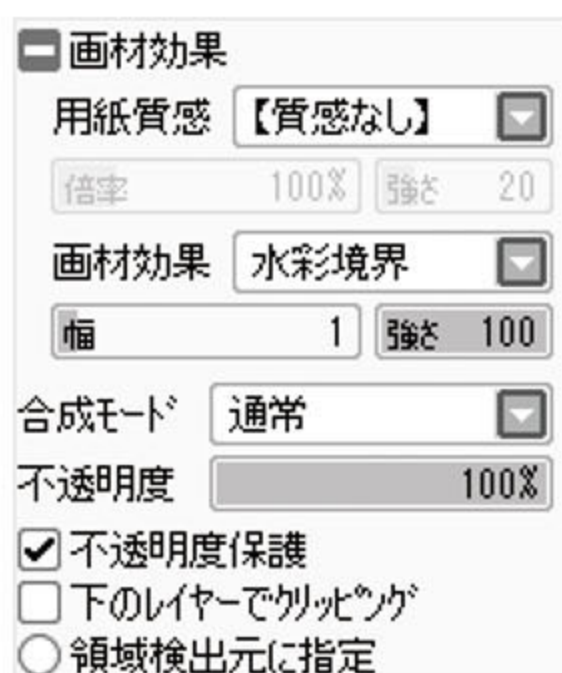 画材効果
用紙質感 【質感なし】
倍率 100% 強さ 20
画材効果 水彩境界
幅 1 強さ 100
合成ﾓｰﾄﾞ 通常
不透明度 100%
不透明度保護
下のﾚｲﾔｰでｸﾘｯﾋﾟﾝｸﾞ
領域検出元に指定